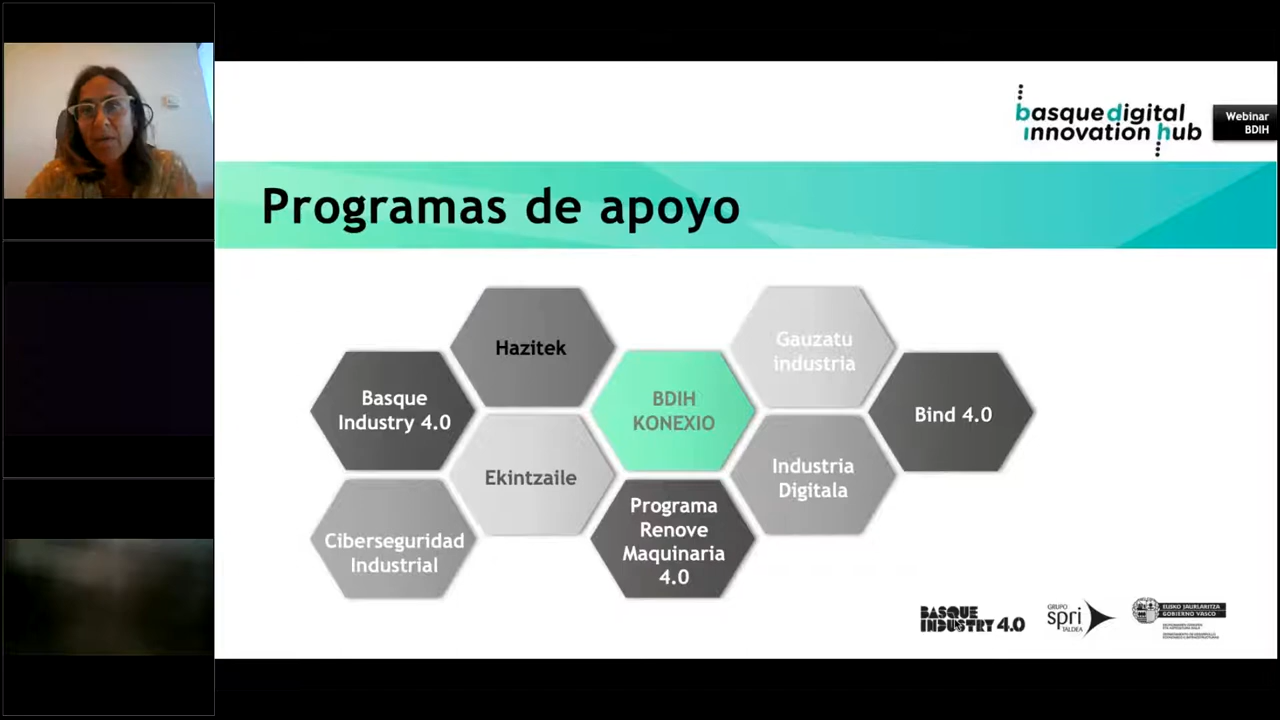 basque digital
innovation hub
Webinar
BDIH
Programas de apoyo
Hazitek
Gauzatu
industria
Basque
Industry 4.0
BDIH
KONEXIO
Bind 4.0
Ekintzaile
Industria
Digitala
Ciberseguridad
Industrial
Programa
Renove
Maquinaria
4.0
BASQUE
INDUSTRY 4.0
GRUPO
spri
TALDEA
EUSKO JAURLARITZA
GOBIERNO VASCO